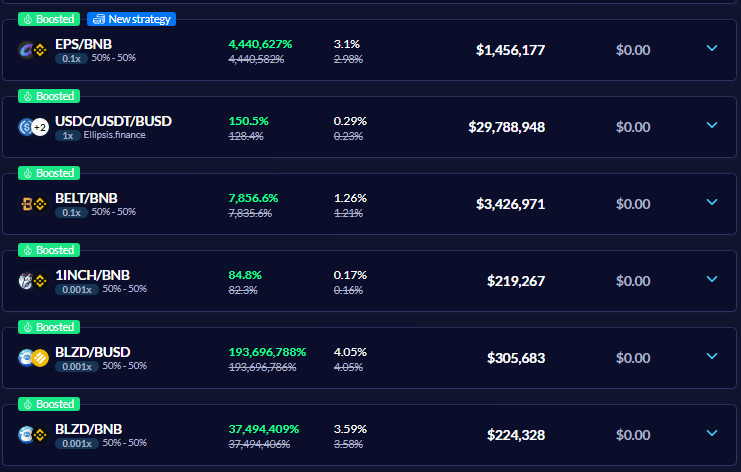 Boosted New strategy
EPS/BNB 4,440,627% 3.1% $1,456,177 $0.00
0.1x 50% - 50% 4,440,582% 2.98%
Boosted
USDC/USDT/BUSD 150.5% 0.29% $29,788,948 $0.00
+2
1x Ellipsis.finance 128.4% 0.23%
Boosted
BELT/BNB 7,856.6% 1.26% $3,426,971 $0.00
0.1x 50% - 50% 7,835.6% 1.21%
Boosted
1INCH/BNB 84.8% 0.17% $219,267 $0.00
0.001x 50% - 50% 82.3% 0.16%
Boosted
BLZD/BUSD 193,696,788% 4.05% $305,683 $0.00
0.001x 50% - 50% 193,696,786% 4.05%
Boosted
BLZD/BNB 37,494,409% 3.59% $224,328 $0.00
0.001x 50% - 50% 37,494,406% 3.58%